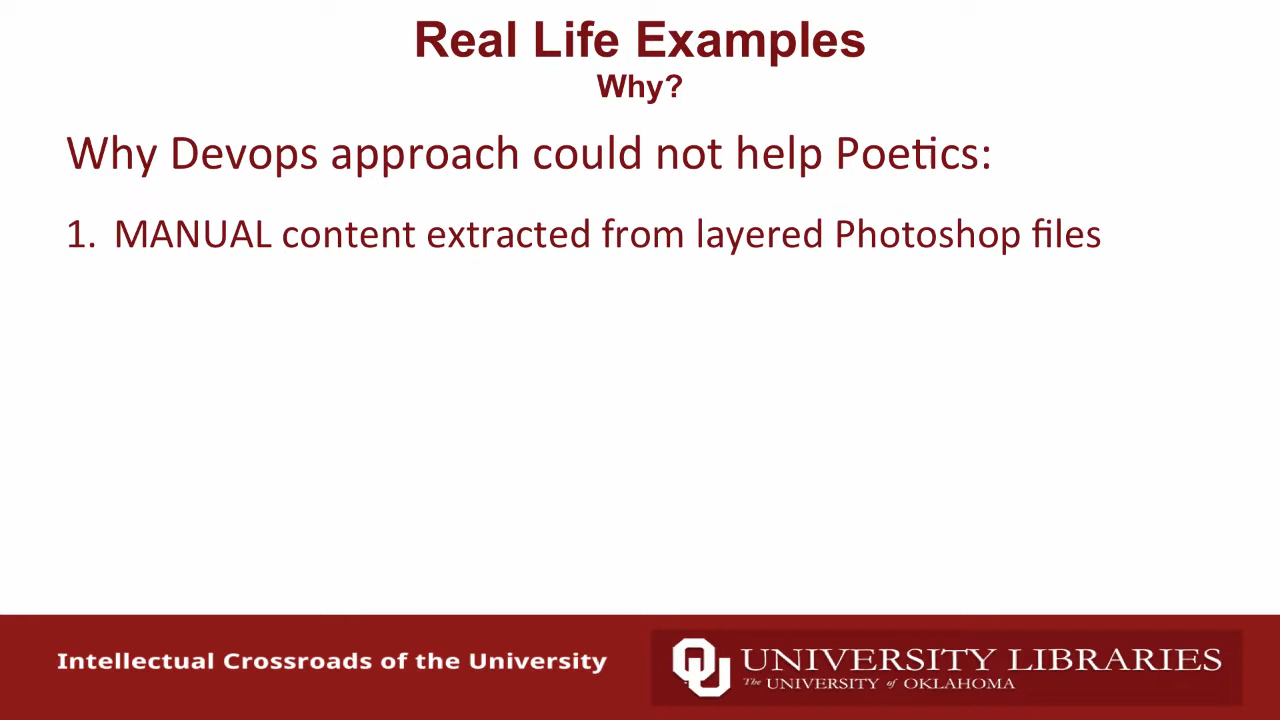 Real Life Examples
Why?
Why Devops approach could not help Poetics:
1. MANUAL content extracted from layered Photoshop files
Intellectual Crossroads of the University
OU
UNIVERSITY LIBRARIES
The UNIVERSITY of OKLAHOMA